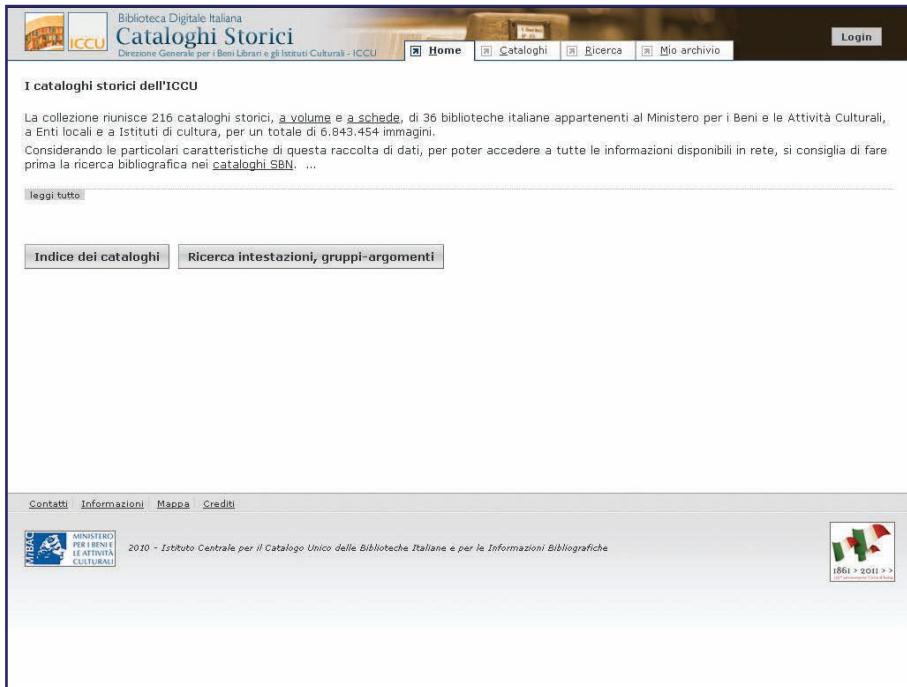 Biblioteca Digitale Italiana
Cataloghi Storici
Direzione Generale per i Beni Librari e gli Istituti Culturali - ICCU
ICCU
Home
Cataloghi
Ricerca
Mio archivio
Login
I cataloghi storici dell'ICCU
La collezione riunisce 216 cataloghi storici, a volume e a schede, di 36 biblioteche italiane appartenenti al Ministero per i Beni e le Attività Culturali,
a Enti locali e a Istituti di cultura, per un totale di 6.843.454 immagini.
Considerando le particolari caratteristiche di questa raccolta di dati, per poter accedere a tutte le informazioni disponibili in rete, si consiglia di fare
prima la ricerca bibliografica nei cataloghi SBN. ...
leggi tutto
Indice dei cataloghi
Ricerca intestazioni, gruppi-argomenti
Contatti Informazioni Mappa Crediti
MiBAC
MINISTERO
PER I BENI E
LE ATTIVITÀ
CULTURALI
2010 - Istituto Centrale per il Catalogo Unico delle Biblioteche Italiane e per le Informazioni Bibliografiche
1861 > 2011 > >